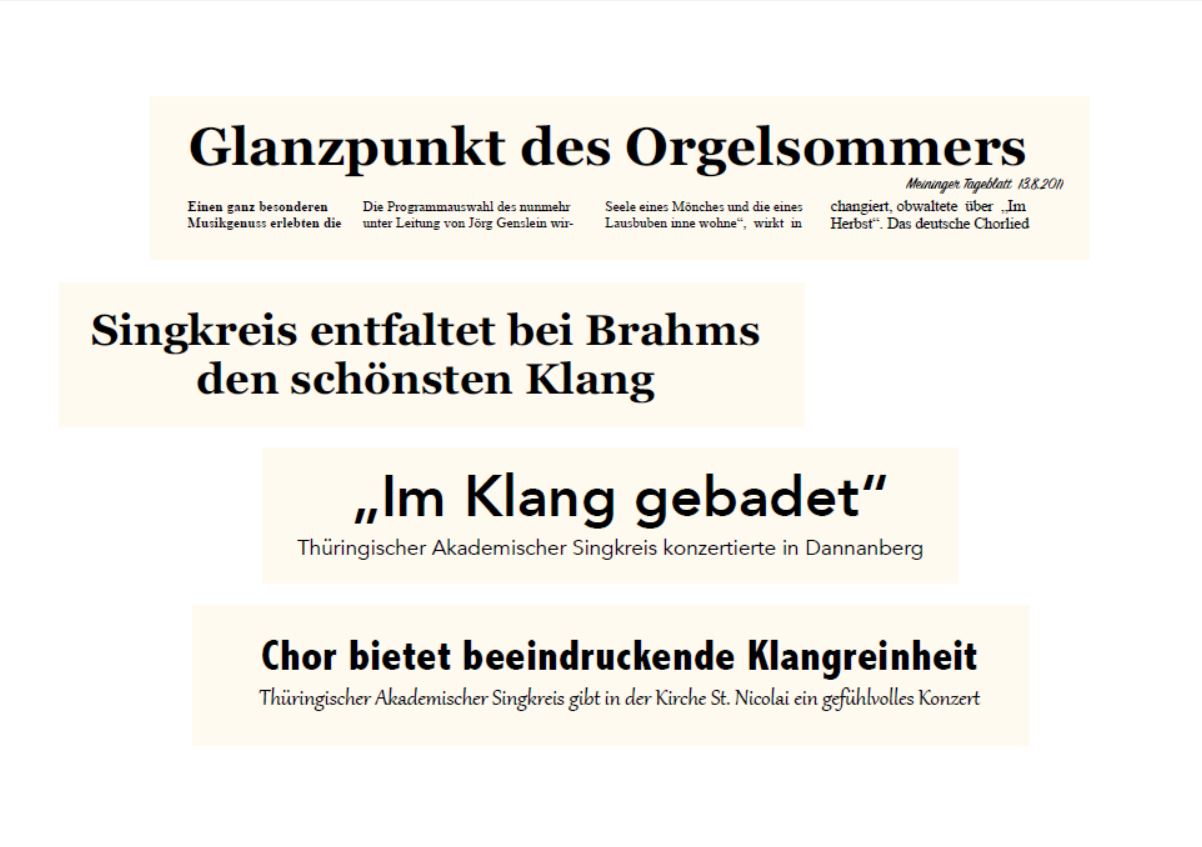 Glanzpunkt des Orgelsommers
Meininger Tageblatt 13.8.2011
Einen ganz besonderen
Musikgenuss erlebten die
Die Programmauswahl des nunmehr
unter Leitung von Jörg Genslein wir-
Seele eines Mönches und die eines
Lausbuben inne wohne“, wirkt in
changiert, obwaltete über „Im
Herbst“. Das deutsche Chorlied
Singkreis entfaltet bei Brahms
den schönsten Klang
„Im Klang gebadet“
Thüringischer Akademischer Singkreis konzertierte in Dannanberg
Chor bietet beeindruckende Klangreinheit
Thüringischer Akademischer Singkreis gibt in der Kirche St. Nicolai ein gefühlvolles Konzert